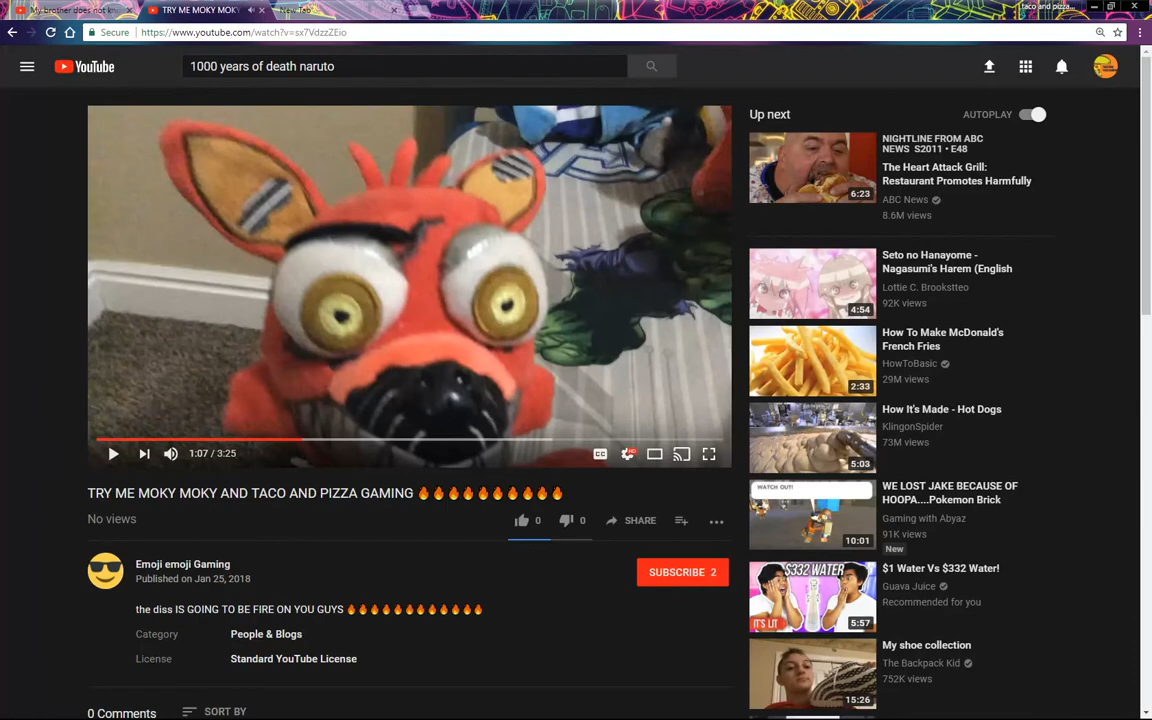 My brother does not kn
TRY ME MOKY MOKY
New Tab
taco and pizza...
Secure
https://www.youtube.com/watch?v=sx7VdzzZEio
YouTube
1000 years of death naruto
1:07 / 3:25
CC
HD
TRY ME MOKY MOKY AND TACO AND PIZZA GAMING 🔥🔥🔥🔥🔥🔥🔥🔥🔥🔥
No views
0
0
SHARE
Emoji emoji Gaming
Published on Jan 25, 2018
SUBSCRIBE 2
the diss IS GOING TO BE FIRE ON YOU GUYS 🔥🔥🔥🔥🔥🔥🔥🔥🔥🔥🔥
Category
People & Blogs
License
Standard YouTube License
0 Comments
SORT BY
Up next
AUTOPLAY
6:23
NIGHTLINE FROM ABC
NEWS S2011 • E48
The Heart Attack Grill:
Restaurant Promotes Harmfully
ABC News
8.6M views
4:54
Seto no Hanayome -
Nagasumi's Harem (English
Lottie C. Brookstteo
92K views
2:33
How To Make McDonald's
French Fries
HowToBasic
29M views
5:03
How It's Made - Hot Dogs
KlingonSpider
73M views
WATCH OUT!
10:01
WE LOST JAKE BECAUSE OF
HOOPA....Pokemon Brick
Gaming with Abyaz
91K views
New
$332 WATER
IT'S LIT
5:57
$1 Water Vs $332 Water!
Guava Juice
Recommended for you
15:26
My shoe collection
The Backpack Kid
752K views